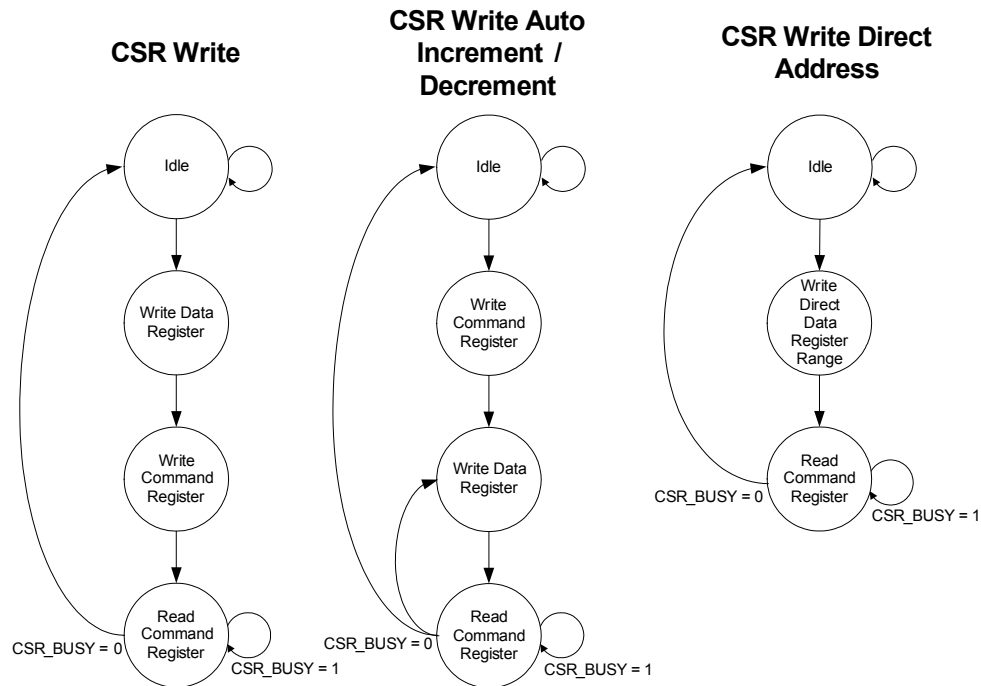 CSR Write
Idle
Write Data
Register
Write
Command
Register
Read
Command
Register
CSR_BUSY = 0
CSR_BUSY = 1
CSR Write Auto
Increment /
Decrement
Idle
Write
Command
Register
Write Data
Register
Read
Command
Register
CSR_BUSY = 0
CSR_BUSY = 1
CSR Write Direct
Address
Idle
Write
Direct
Data
Register
Range
Read
Command
Register
CSR_BUSY = 0
CSR_BUSY = 1